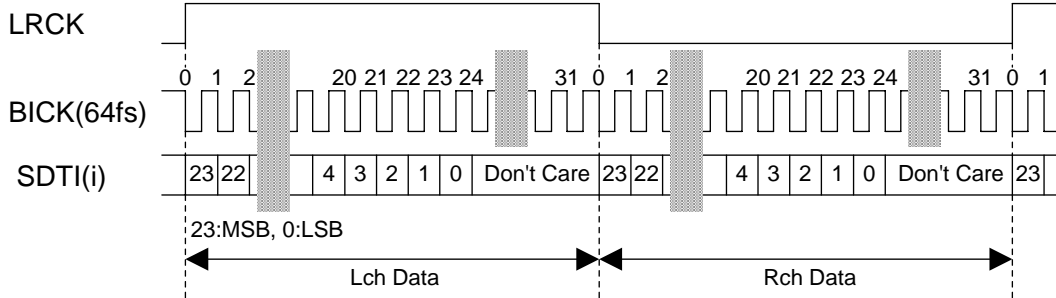 LRCK
0 1 2 20 21 22 23 24 31 0 1 2 20 21 22 23 24 31 0 1
BICK(64fs)
SDTI(i) 23 22 4 3 2 1 0 Don't Care 23 22 4 3 2 1 0 Don't Care 23
23:MSB, 0:LSB
Lch Data Rch Data